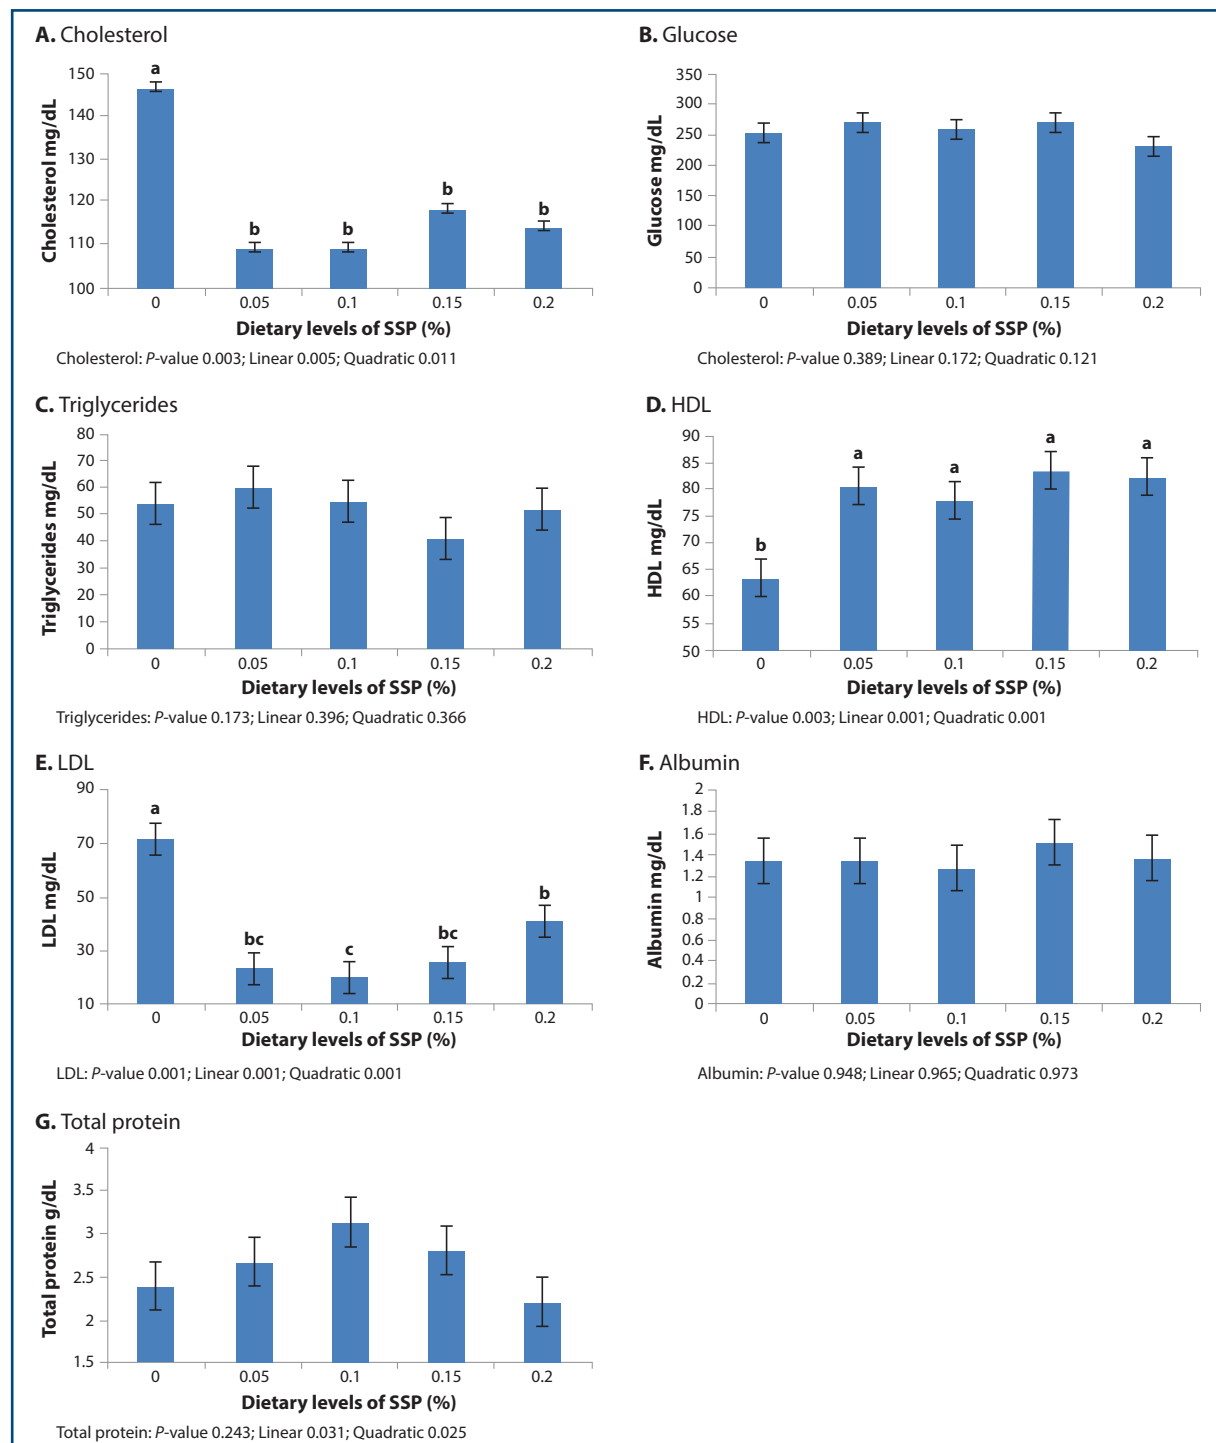 A. Cholesterol
Cholesterol mg/dL
150
140
130
120
110
100
a
b
b
b
b
0 0.05 0.1 0.15 0.2
Dietary levels of SSP (%)
Cholesterol: P-value 0.003; Linear 0.005; Quadratic 0.011
B. Glucose
Glucose mg/dL
350
300
250
200
150
100
50
0
0 0.05 0.1 0.15 0.2
Dietary levels of SSP (%)
Cholesterol: P-value 0.389; Linear 0.172; Quadratic 0.121
C. Triglycerides
Triglycerides mg/dL
80
70
60
50
40
30
20
10
0
0 0.05 0.1 0.15 0.2
Dietary levels of SSP (%)
Triglycerides: P-value 0.173; Linear 0.396; Quadratic 0.366
D. HDL
HDL mg/dL
90
85
80
75
70
65
60
55
50
b
a
a
a
a
0 0.05 0.1 0.15 0.2
Dietary levels of SSP (%)
HDL: P-value 0.003; Linear 0.001; Quadratic 0.001
E. LDL
LDL mg/dL
90
70
50
30
10
a
bc
c
bc
b
0 0.05 0.1 0.15 0.2
Dietary levels of SSP (%)
LDL: P-value 0.001; Linear 0.001; Quadratic 0.001
F. Albumin
Albumin mg/dL
2
1.8
1.6
1.4
1.2
1
0.8
0.6
0.4
0.2
0
0 0.05 0.1 0.15 0.2
Dietary levels of SSP (%)
Albumin: P-value 0.948; Linear 0.965; Quadratic 0.973
G. Total protein
Total protein g/dL
4
3.5
3
2.5
2
1.5
0 0.05 0.1 0.15 0.2
Dietary levels of SSP (%)
Total protein: P-value 0.243; Linear 0.031; Quadratic 0.025